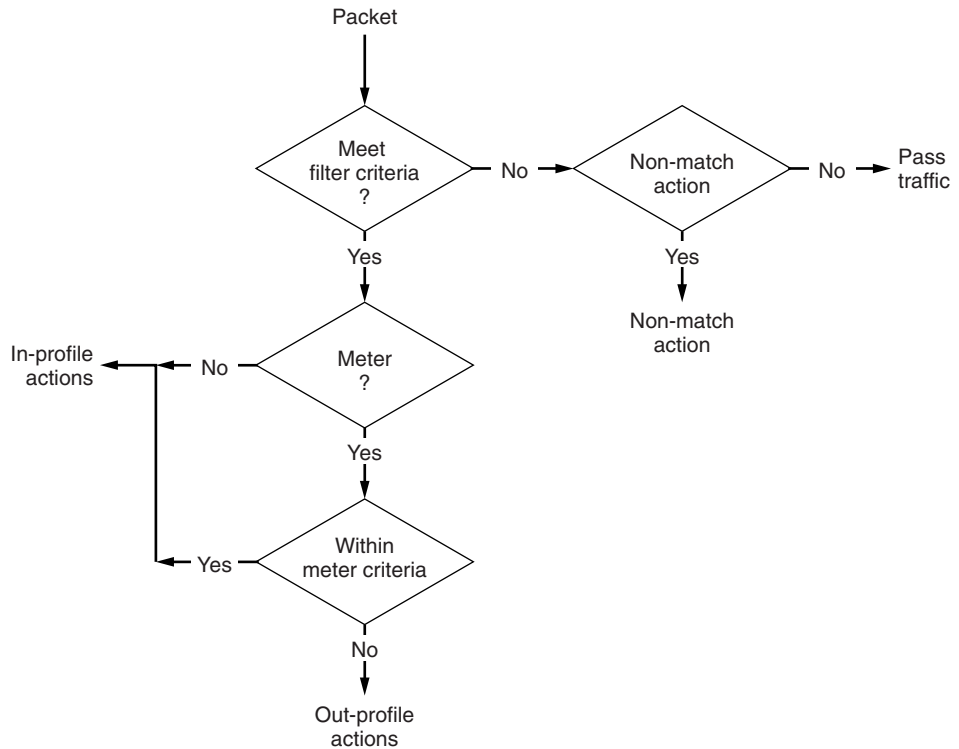 Packet
Meet
filter criteria
?
No
Non-match
action
No
Pass
traffic
Yes
Yes
Non-match
action
In-profile
actions
No
Meter
?
Yes
Within
meter criteria
Yes
No
Out-profile
actions